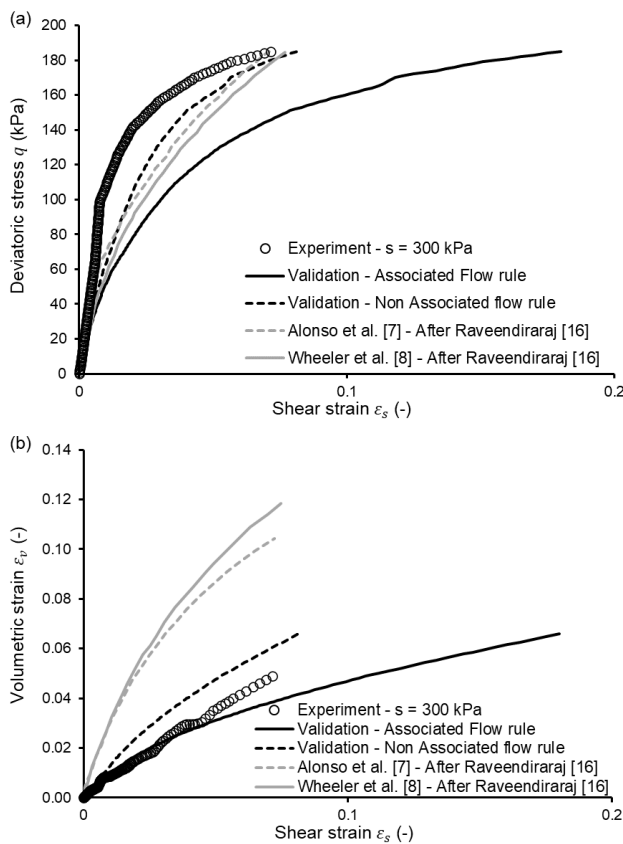 (a)
200
180
160
140
120
100
80
60
40
20
0
Deviatoric stress q (kPa)
Experiment - s = 300 kPa
Validation - Associated Flow rule
Validation - Non Associated flow rule
Alonso et al. [7] - After Raveendiraraj [16]
Wheeler et al. [8] - After Raveendiraraj [16]
0 0.1 0.2
Shear strain εs (-)
(b)
0.14
0.12
0.10
0.08
0.06
0.04
0.02
0.00
Volumetric strain εv (-)
Experiment - s = 300 kPa
Validation - Associated Flow rule
Validation - Non Associated flow rule
Alonso et al. [7] - After Raveendiraraj [16]
Wheeler et al. [8] - After Raveendiraraj [16]
0 0.1 0.2
Shear strain εs (-)